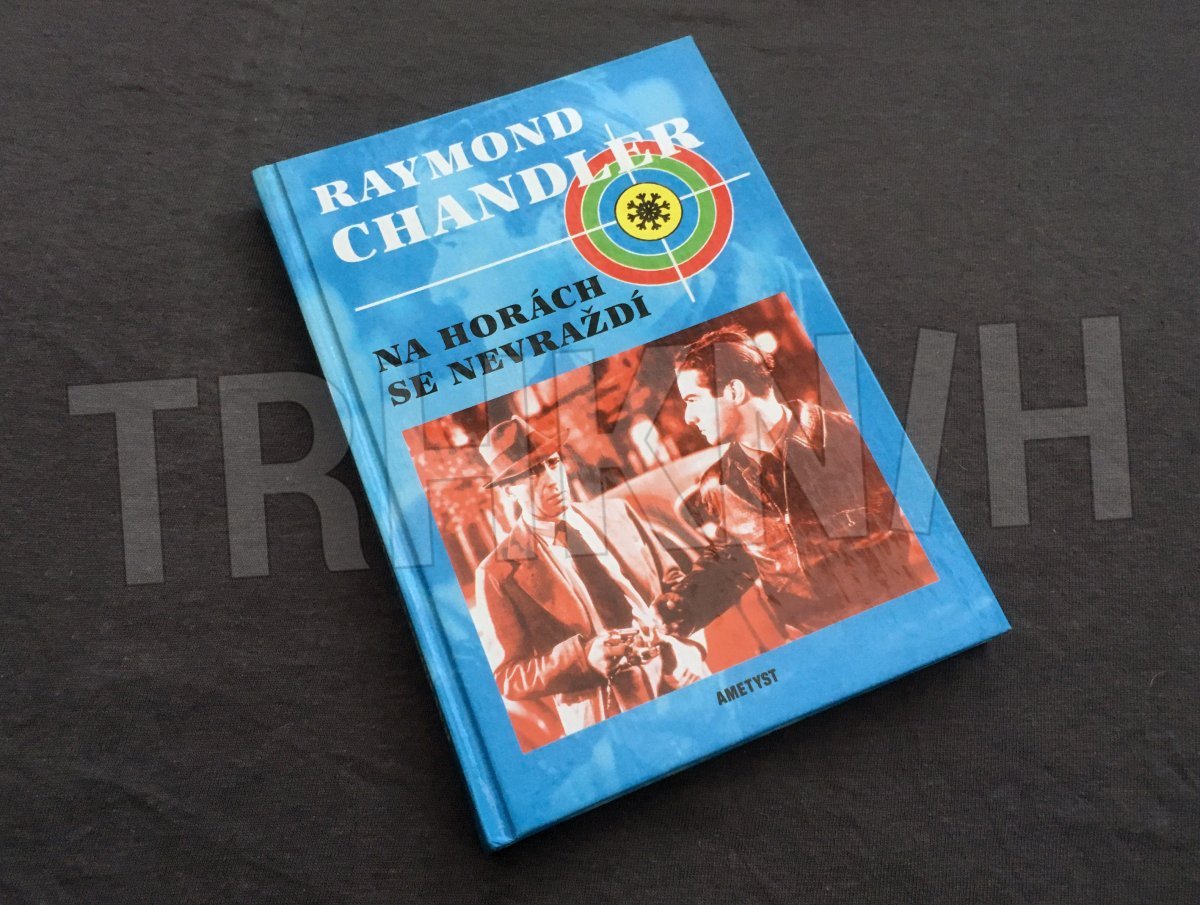 RAYMOND
CHANDLER
NA HORÁCH
SE NEVRAŽDÍ
AMETYST